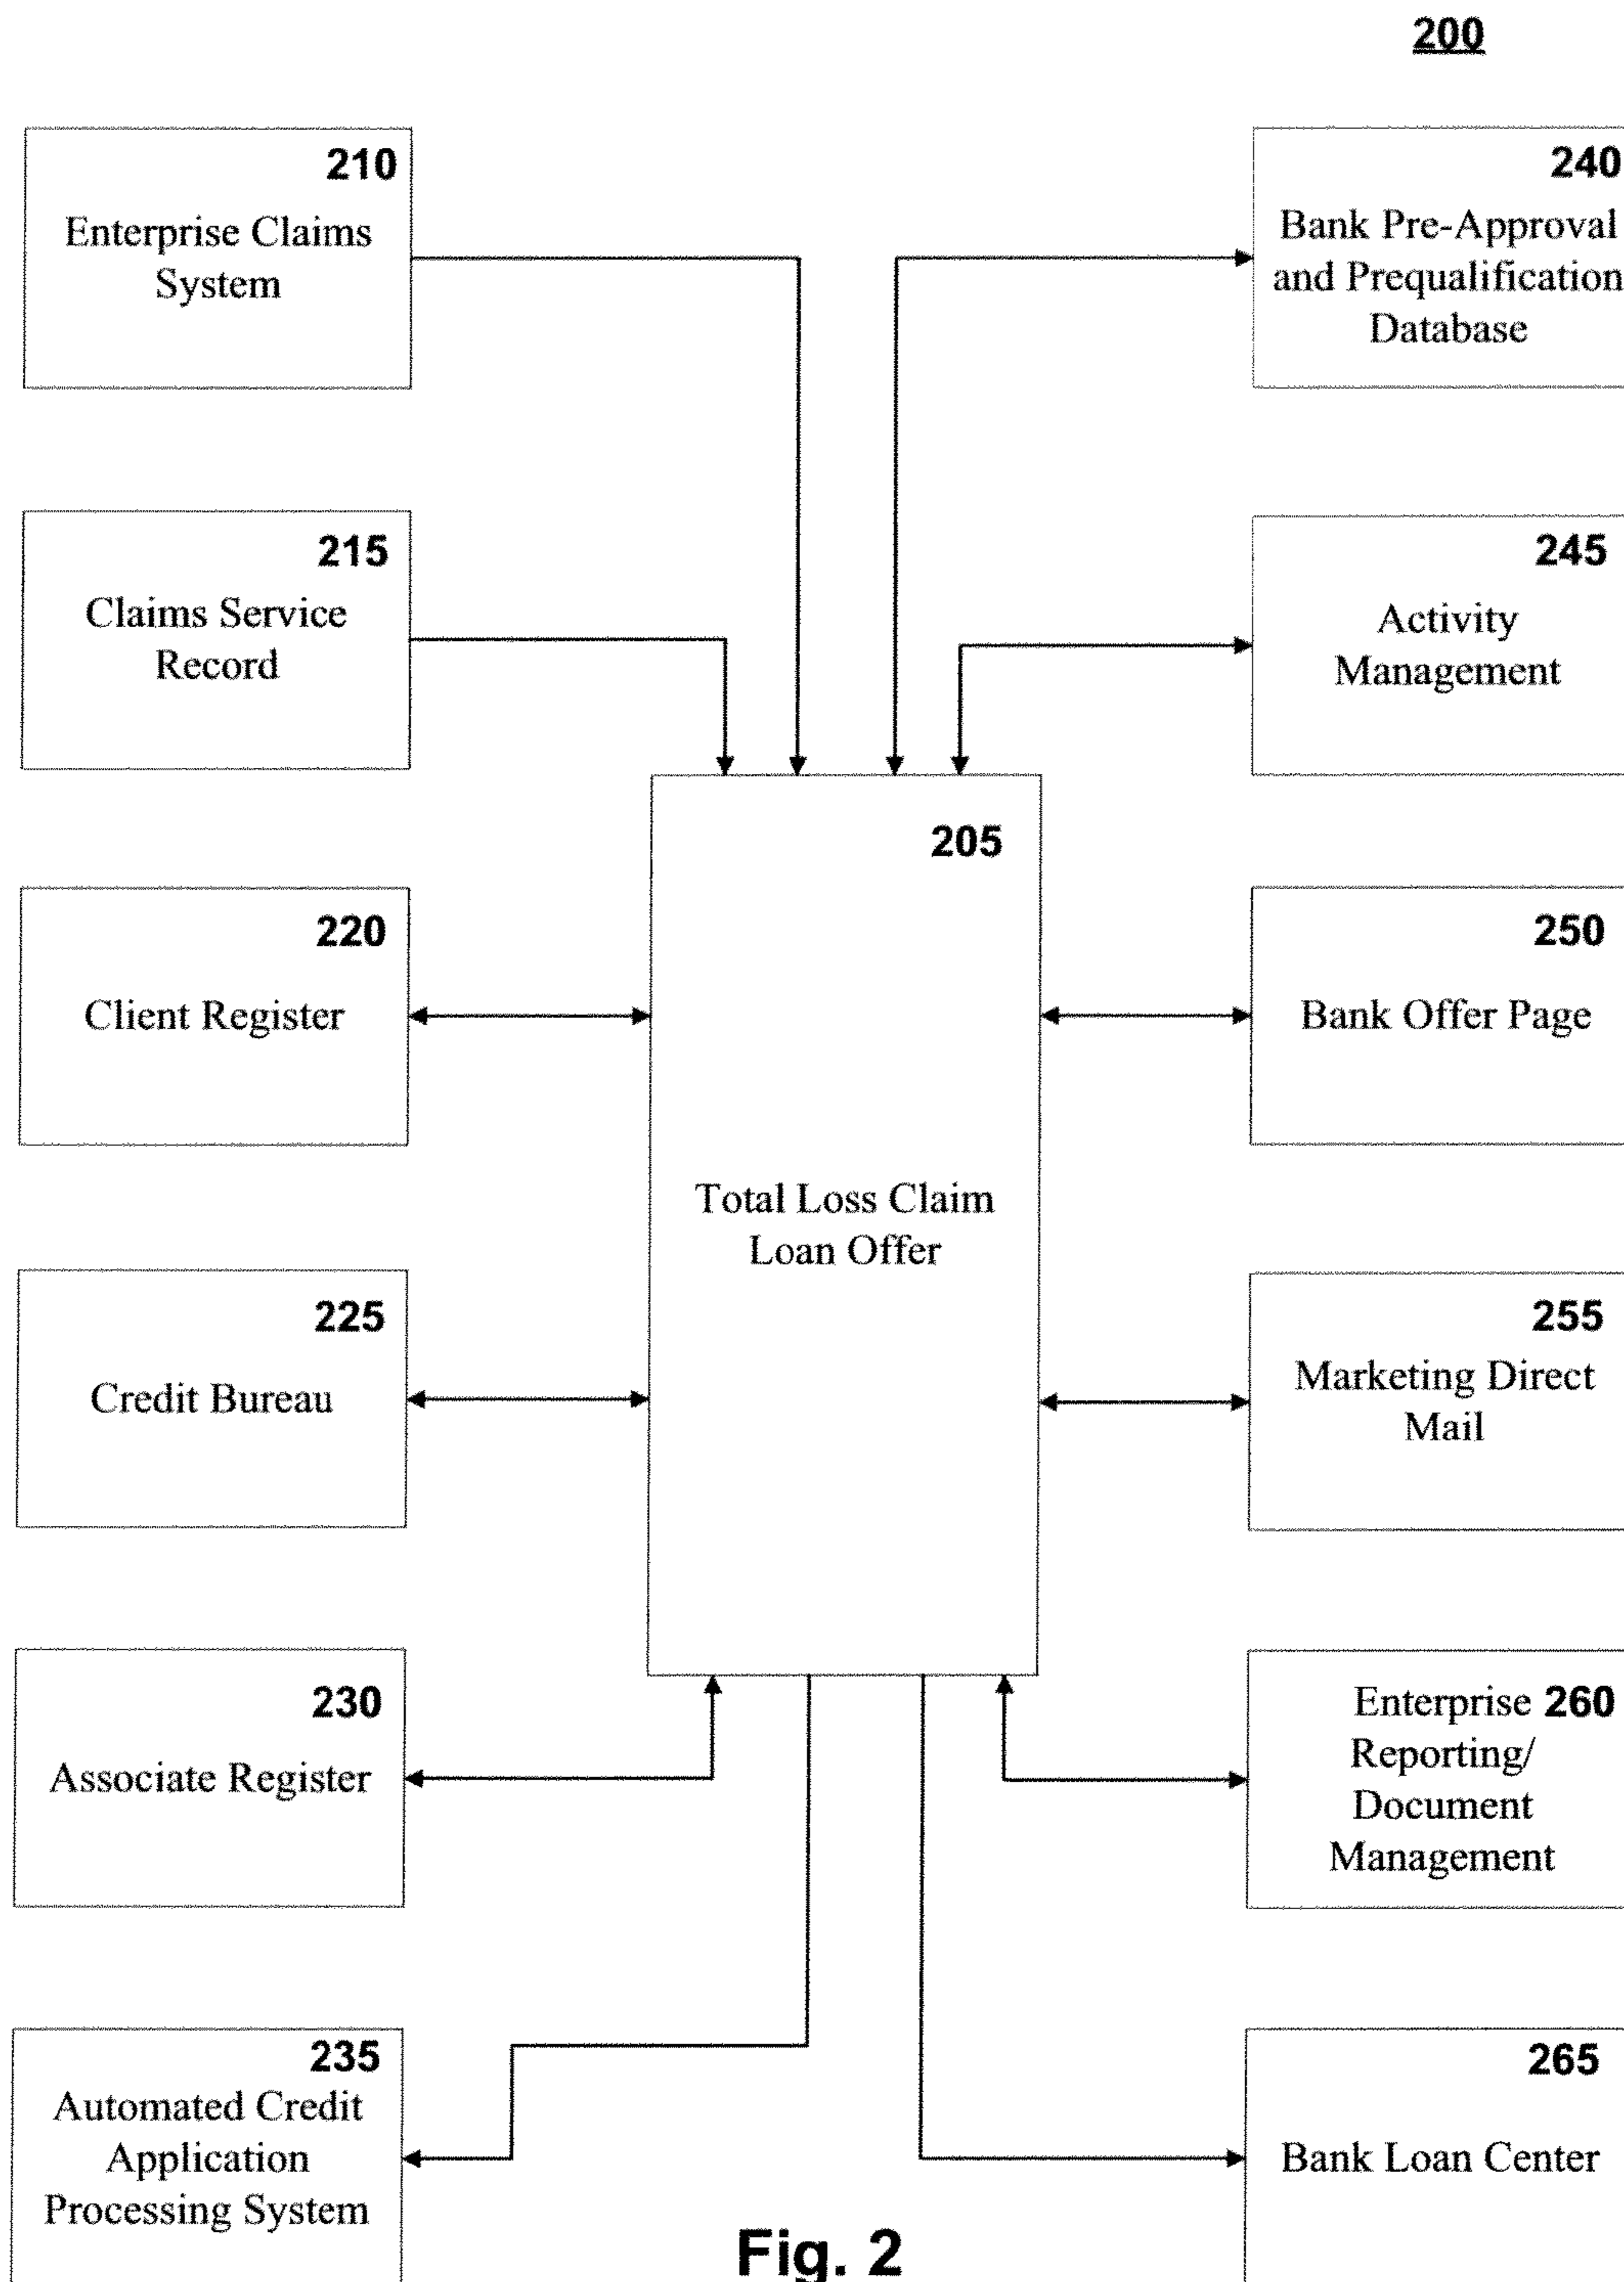 200
210
Enterprise Claims
System
240
Bank Pre-Approval
and Prequalification
Database
215
Claims Service
Record
245
Activity
Management
205
Total Loss Claim
Loan Offer
220
Client Register
250
Bank Offer Page
225
Credit Bureau
255
Marketing Direct
Mail
230
Associate Register
Enterprise 260
Reporting/
Document
Management
235
Automated Credit
Application
Processing System
265
Bank Loan Center
Fig. 2